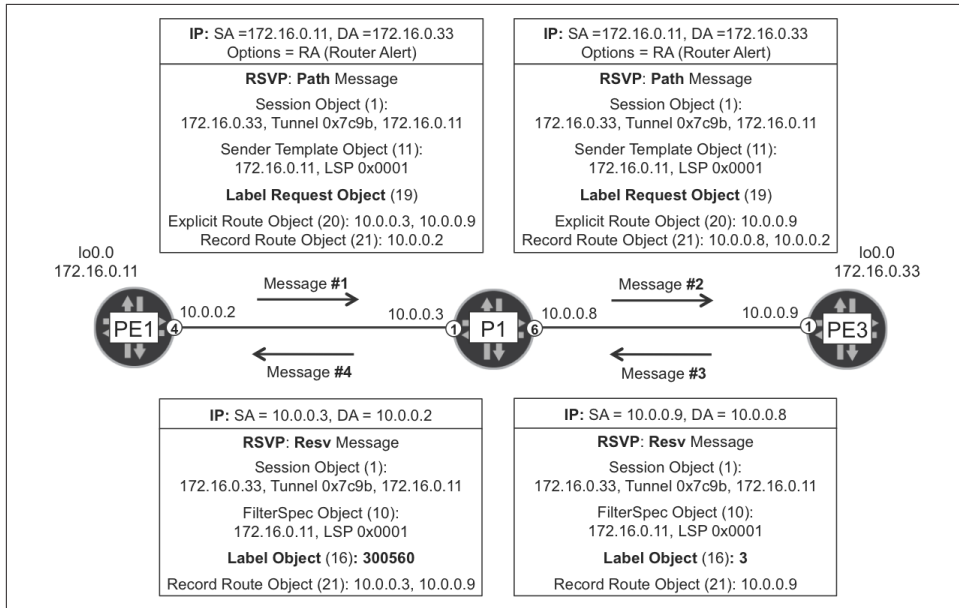 IP: SA =172.16.0.11, DA =172.16.0.33
Options = RA (Router Alert)
RSVP: Path Message
Session Object (1):
172.16.0.33, Tunnel 0x7c9b, 172.16.0.11
Sender Template Object (11):
172.16.0.11, LSP 0x0001
Label Request Object (19)
Explicit Route Object (20): 10.0.0.3, 10.0.0.9
Record Route Object (21): 10.0.0.2
IP: SA =172.16.0.11, DA =172.16.0.33
Options = RA (Router Alert)
RSVP: Path Message
Session Object (1):
172.16.0.33, Tunnel 0x7c9b, 172.16.0.11
Sender Template Object (11):
172.16.0.11, LSP 0x0001
Label Request Object (19)
Explicit Route Object (20): 10.0.0.9
Record Route Object (21): 10.0.0.8, 10.0.0.2
lo0.0
172.16.0.11
lo0.0
172.16.0.33
Message #1
Message #2
PE1
4
10.0.0.2
10.0.0.3
1
P1
6
10.0.0.8
10.0.0.9
1
PE3
Message #4
Message #3
IP: SA = 10.0.0.3, DA = 10.0.0.2
RSVP: Resv Message
Session Object (1):
172.16.0.33, Tunnel 0x7c9b, 172.16.0.11
FilterSpec Object (10):
172.16.0.11, LSP 0x0001
Label Object (16): 300560
Record Route Object (21): 10.0.0.3, 10.0.0.9
IP: SA = 10.0.0.9, DA = 10.0.0.8
RSVP: Resv Message
Session Object (1):
172.16.0.33, Tunnel 0x7c9b, 172.16.0.11
FilterSpec Object (10):
172.16.0.11, LSP 0x0001
Label Object (16): 3
Record Route Object (21): 10.0.0.9